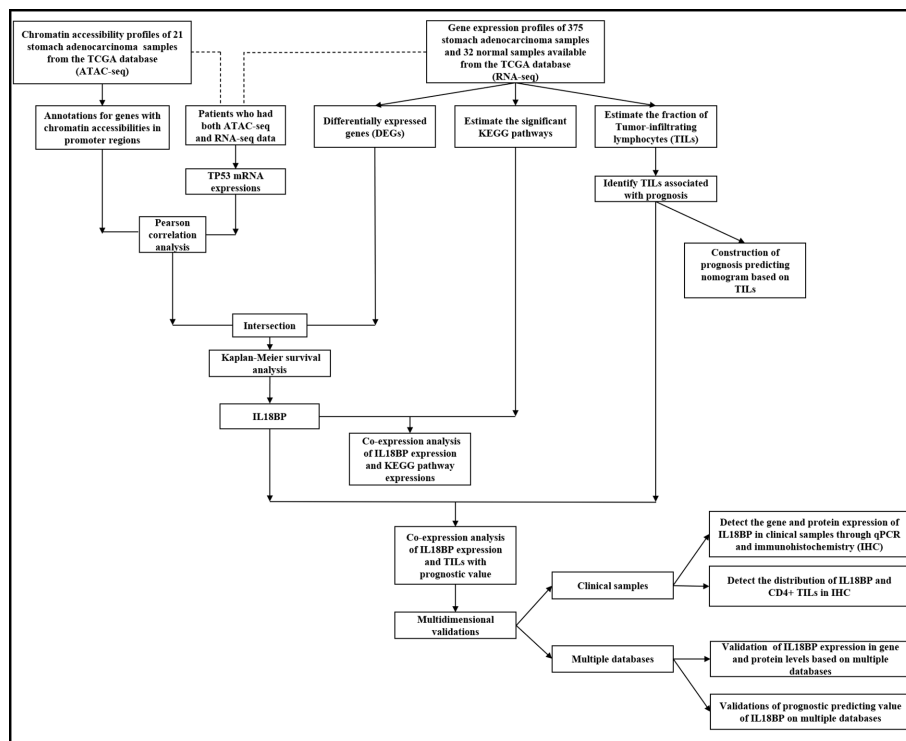 Chromatin accessibility profiles of 21
stomach adenocarcinoma samples
from the TCGA database
(ATAC-seq)
Gene expression profiles of 375
stomach adenocarcinoma samples
and 32 normal samples available
from the TCGA database
(RNA-seq)
Annotations for genes with
chromatin accessibilities in
promoter regions
Patients who had
both ATAC-seq
and RNA-seq data
Differentially expressed
genes (DEGs)
Estimate the significant
KEGG pathways
Estimate the fraction of
Tumor-infiltrating
lymphocytes (TILs)
TP53 mRNA
expressions
Identify TILs associated
with prognosis
Pearson
correlation
analysis
Construction of
prognosis predicting
nomogram based on
TILs
Intersection
Kaplan-Meier survival
analysis
IL18BP
Co-expression analysis
of IL18BP expression
and KEGG pathway
expressions
Co-expression analysis
of IL18BP expression
and TILs with
prognostic value
Detect the gene and protein expression of
IL18BP in clinical samples through qPCR
and immunohistochemistry (IHC)
Clinical samples
Detect the distribution of IL18BP and
CD4+ TILs in IHC
Multidimensional
validations
Multiple databases
Validation of IL18BP expression in gene
and protein levels based on multiple
databases
Validations of prognostic predicting value
of IL18BP on multiple databases